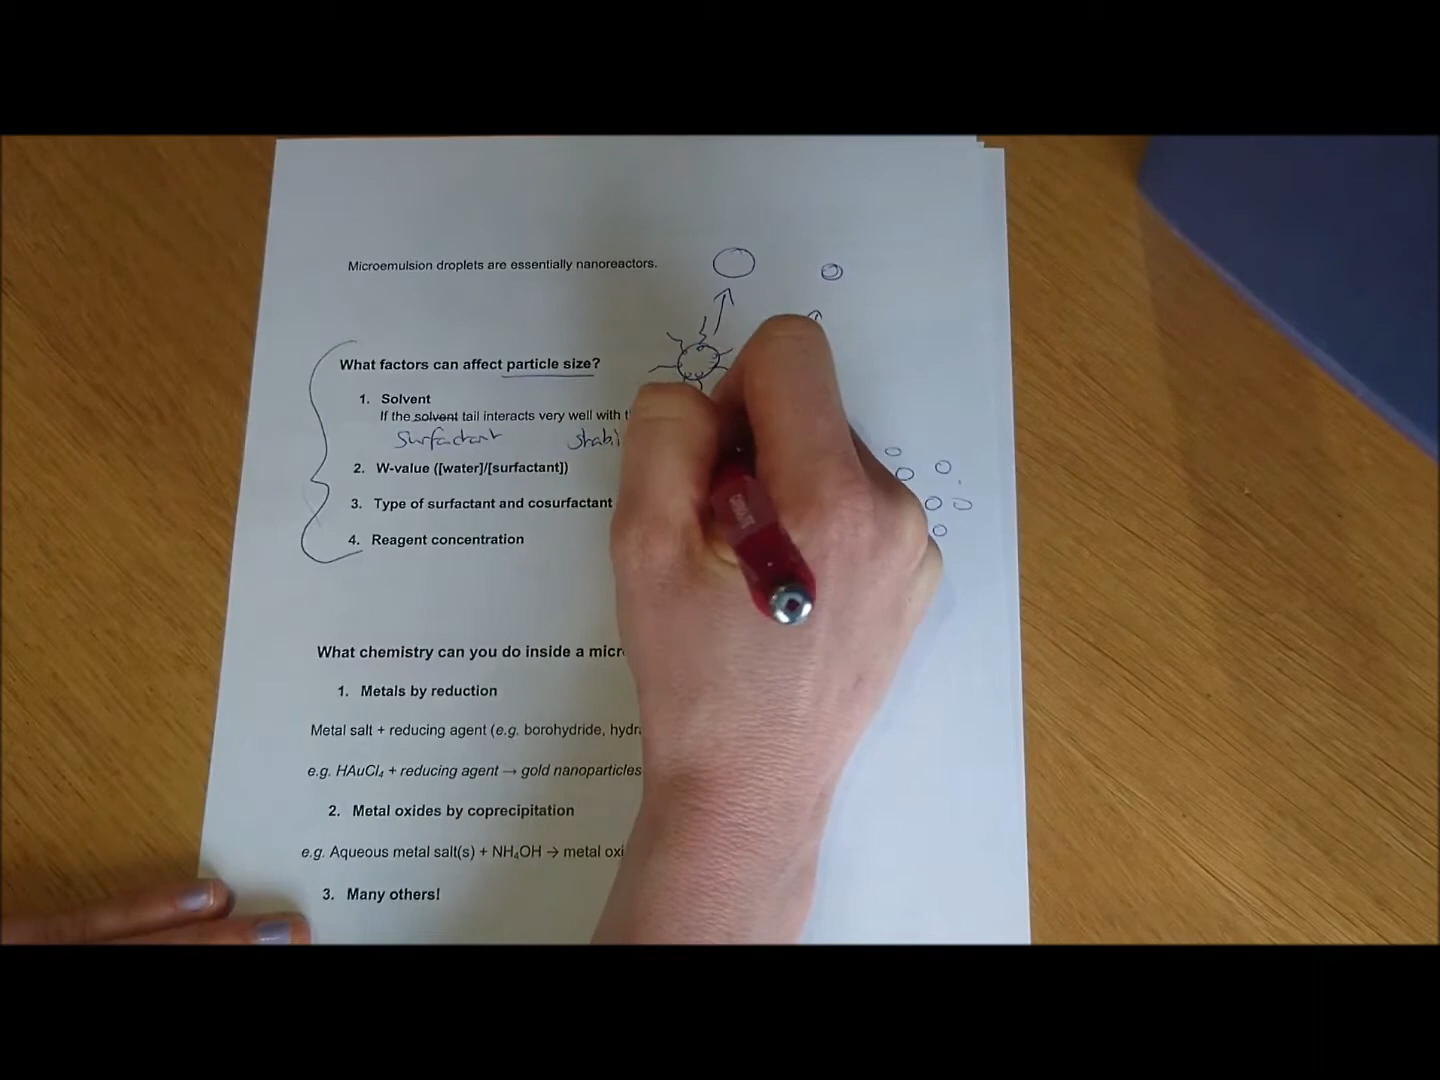 Microemulsion droplets are essentially nanoreactors.
What factors can affect particle size?
1. Solvent
If the solvent tail interacts very well with
surfactant
2. W-value ([water]/[surfactant])
3. Type of surfactant and cosurfactant
4. Reagent concentration
What chemistry can you do inside a
1. Metals by reduction
Metal salt + reducing agent (e.g. borohydride,
e.g. HAuCl₄ + reducing agent → gold nanoparticles
2. Metal oxides by coprecipitation
e.g. Aqueous metal salt(s) + NH₄OH → metal
3. Many others!